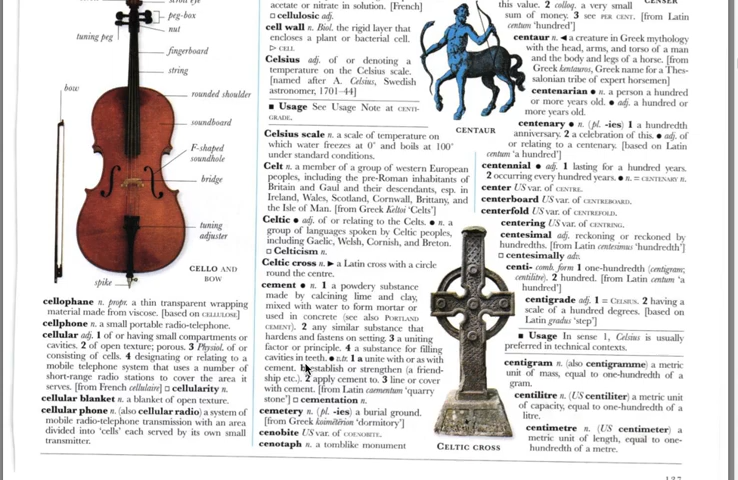 peg-box
nut
tuning peg
fingerboard
string
bow
rounded shoulder
soundboard
F-shaped
soundhole
bridge
tuning
adjuster
CELLO AND
BOW
spike
cellophane n. propr. a thin transparent wrapping
material made from viscose. [based on CELLULOSE]
cellphone n. a small portable radio-telephone.
cellular adj. 1 of or having small compartments or
cavities. 2 of open texture; porous. 3 Physiol. of or
consisting of cells. 4 designating or relating to a
mobile telephone system that uses a number of
short-range radio stations to cover the area it
serves. [from French cellulaire] □ cellularity n.
cellular blanket n. a blanket of open texture.
cellular phone n. (also cellular radio) a system of
mobile radio-telephone transmission with an area
divided into 'cells' each served by its own small
transmitter.
acetate or nitrate in solution. [French]
□ cellulosic adj.
cell wall n. Biol. the rigid layer that
encloses a plant or bacterial cell.
▷ CELL
Celsius adj. of or denoting a
temperature on the Celsius scale.
[named after A. Celsius, Swedish
astronomer, 1701–44]
■ Usage See Usage Note at CENTI-
GRADE.
Celsius scale n. a scale of temperature on
which water freezes at 0° and boils at 100°
under standard conditions.
Celt n. a member of a group of western European
peoples, including the pre-Roman inhabitants of
Britain and Gaul and their descendants, esp. in
Ireland, Wales, Scotland, Cornwall, Brittany, and
the Isle of Man. [from Greek Keltoi 'Celts']
Celtic ● adj. of or relating to the Celts. ● n. a
group of languages spoken by Celtic peoples,
including Gaelic, Welsh, Cornish, and Breton.
□ Celticism n.
Celtic cross n. ► a Latin cross with a circle
round the centre.
cement ● n. 1 a powdery substance
made by calcining lime and clay,
mixed with water to form mortar or
used in concrete (see also PORTLAND
CEMENT). 2 any similar substance that
hardens and fastens on setting. 3 a uniting
factor or principle. 4 a substance for filling
cavities in teeth. ● v.tr. 1 a unite with or as with
cement. b establish or strengthen (a friend-
ship etc.). 2 apply cement to. 3 line or cover
with cement. [from Latin caementum 'quarry
stone'] □ cementation n.
cemetery n. (pl. -ies) a burial ground.
[from Greek koimētērion 'dormitory']
cenobite US var. of COENOBITE.
cenotaph n. a tomblike monument
CENTAUR
CELTIC CROSS
this value. 2 colloq. a very small
sum of money. 3 see PER CENT. [from Latin
centum 'hundred']
centaur n. ◄ a creature in Greek mythology
with the head, arms, and torso of a man
and the body and legs of a horse. [from
Greek kentauros, Greek name for a Thes-
salonian tribe of expert horsemen]
centenarian ● n. a person a hundred
or more years old. ● adj. a hundred or
more years old.
centenary ● n. (pl. -ies) 1 a hundredth
anniversary. 2 a celebration of this. ● adj. of
or relating to a centenary. [based on Latin
centum 'a hundred']
centennial ● adj. 1 lasting for a hundred years.
2 occurring every hundred years. ● n. = CENTENARY n.
center US var. of CENTRE.
centerboard US var. of CENTREBOARD.
centerfold US var. of CENTREFOLD.
centering US var. of CENTRING.
centesimal adj. reckoning or reckoned by
hundredths. [from Latin centesimus 'hundredth']
□ centesimally adv.
centi- comb. form 1 one-hundredth (centigram;
centilitre). 2 hundred. [from Latin centum 'a
hundred']
centigrade adj. 1 = CELSIUS. 2 having a
scale of a hundred degrees. [based on
Latin gradus 'step']
■ Usage In sense 1, Celsius is usually
preferred in technical contexts.
centigram n. (also centigramme) a metric
unit of mass, equal to one-hundredth of a
gram.
centilitre n. (US centiliter) a metric unit
of capacity, equal to one-hundredth of a
litre.
centimetre n. (US centimeter) a
metric unit of length, equal to one-
hundredth of a metre.